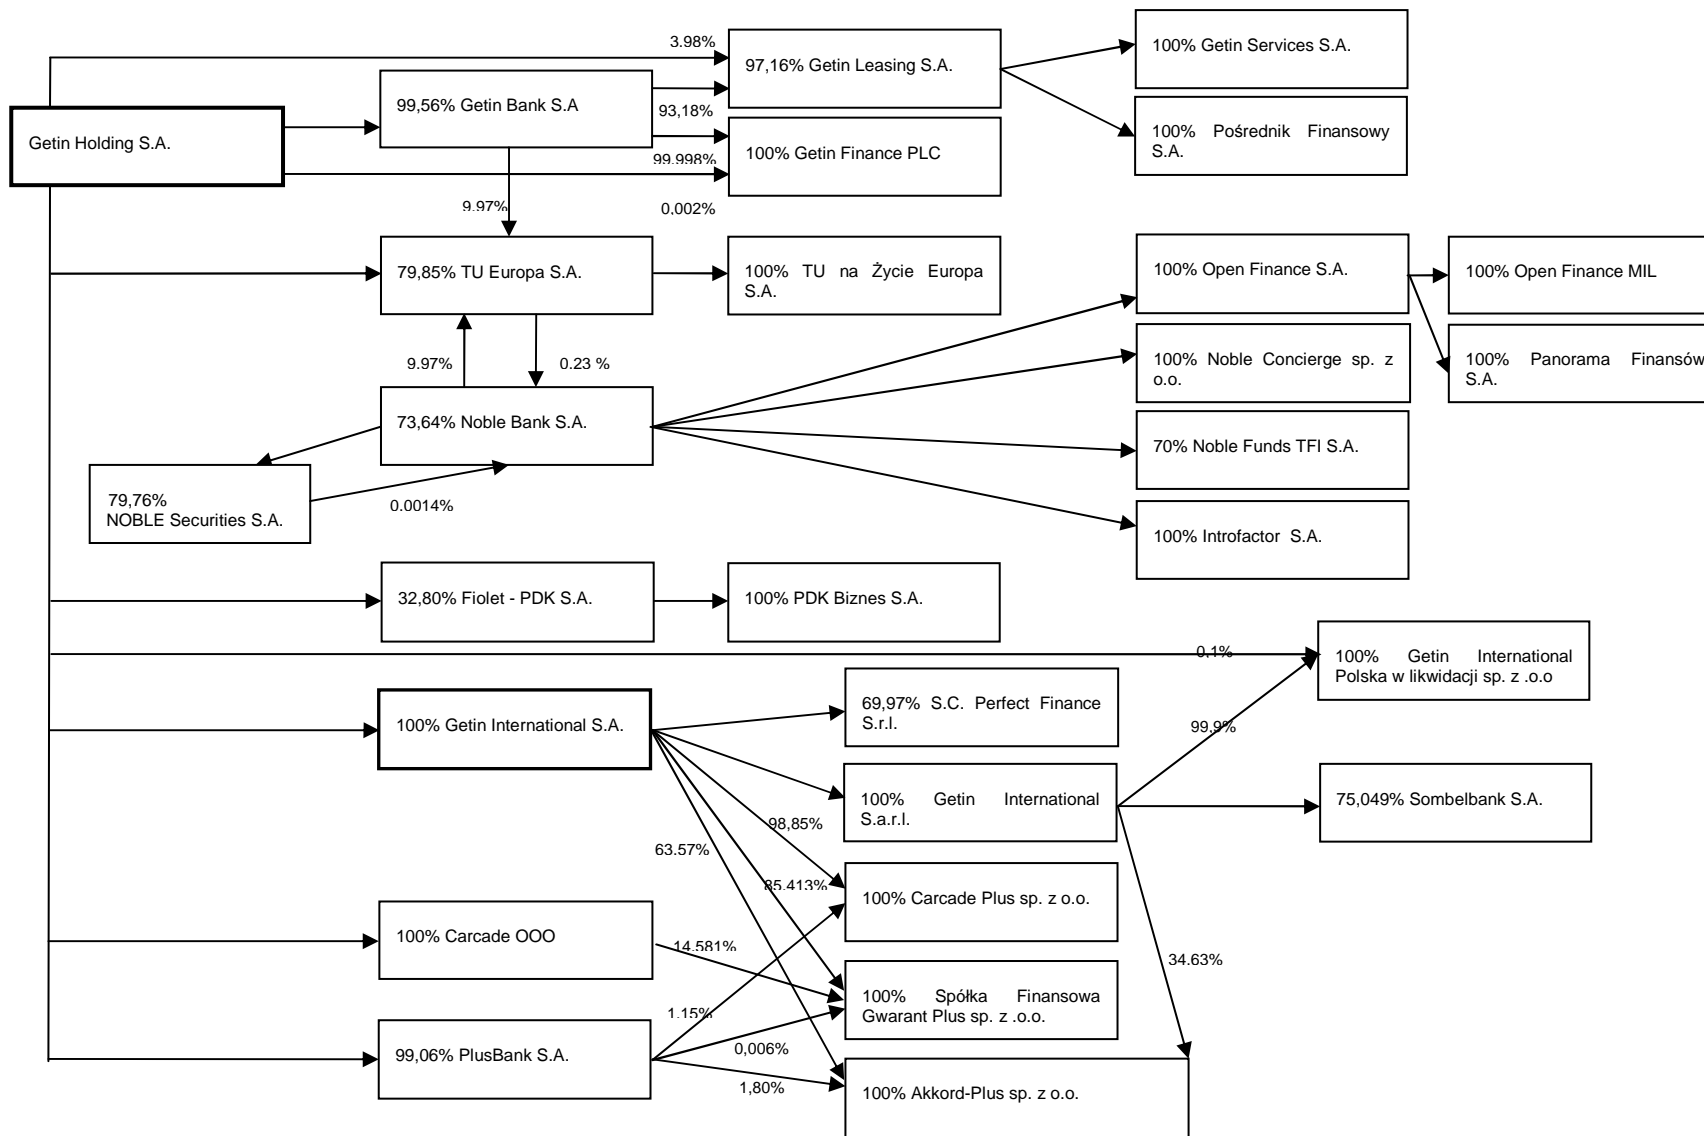 3.98%
97,16% Getin Leasing S.A.
100% Getin Services S.A.
99,56% Getin Bank S.A
93,18%
100% Pośrednik Finansowy
S.A.
Getin Holding S.A.
99.998%
100% Getin Finance PLC
9.97%
0,002%
79,85% TU Europa S.A.
100% TU na Życie Europa
S.A.
100% Open Finance S.A.
100% Open Finance MIL
9.97%
0.23 %
100% Noble Concierge sp. z
o.o.
100% Panorama Finansów
S.A.
73,64% Noble Bank S.A.
70% Noble Funds TFI S.A.
79,76%
NOBLE Securities S.A.
0.0014%
100% Introfactor S.A.
32,80% Fiolet - PDK S.A.
100% PDK Biznes S.A.
0,1%
100% Getin International
Polska w likwidacji sp. z .o.o
69,97% S.C. Perfect Finance
S.r.l.
100% Getin International S.A.
99,9%
100% Getin International
S.a.r.l.
75,049% Sombelbank S.A.
98,85%
63.57%
85.413%
100% Carcade Plus sp. z o.o.
100% Carcade OOO
14.581%
34.63%
100% Spółka Finansowa
Gwarant Plus sp. z .o.o.
1.15%
99,06% PlusBank S.A.
0,006%
1,80%
100% Akkord-Plus sp. z o.o.